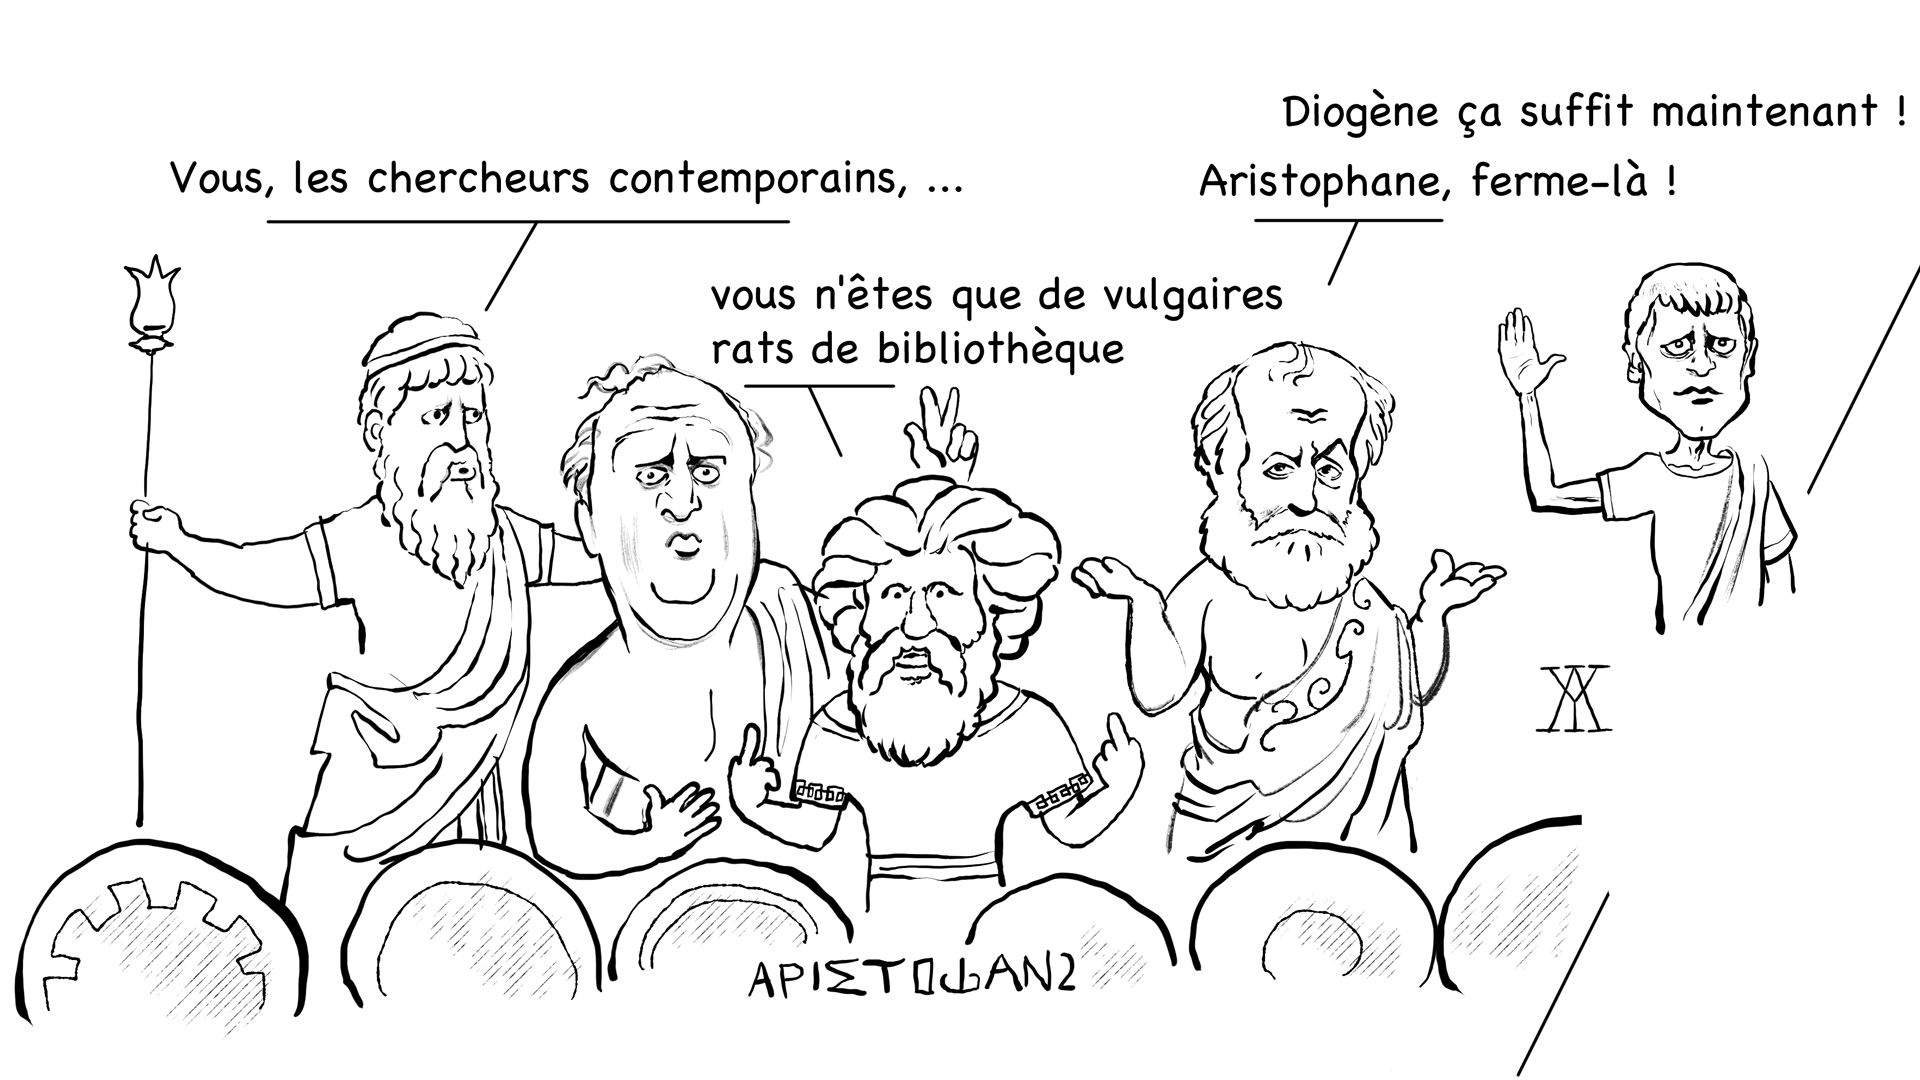 Diogène ça suffit maintenant !
Vous, les chercheurs contemporains, ...
Aristophane, ferme-là !
vous n'êtes que de vulgaires
rats de bibliothèque